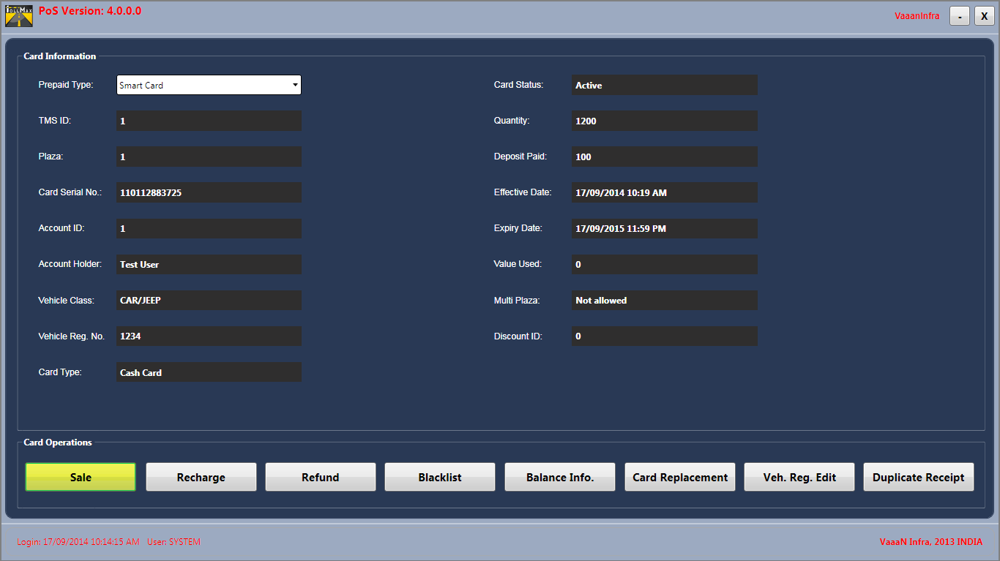 TOLLMAX
PoS Version: 4.0.0.0
VaaanInfra
-
X
Card Information
Prepaid Type:
Smart Card
Card Status:
Active
TMS ID:
1
Quantity:
1200
Plaza:
1
Deposit Paid:
100
Card Serial No.:
110112883725
Effective Date:
17/09/2014 10:19 AM
Account ID:
1
Expiry Date:
17/09/2015 11:59 PM
Account Holder:
Test User
Value Used:
0
Vehicle Class:
CAR/JEEP
Multi Plaza:
Not allowed
Vehicle Reg. No.
1234
Discount ID:
0
Card Type:
Cash Card
Card Operations
Sale
Recharge
Refund
Blacklist
Balance Info.
Card Replacement
Veh. Reg. Edit
Duplicate Receipt
Login: 17/09/2014 10:14:15 AM
User: SYSTEM
VaaaN Infra, 2013 INDIA